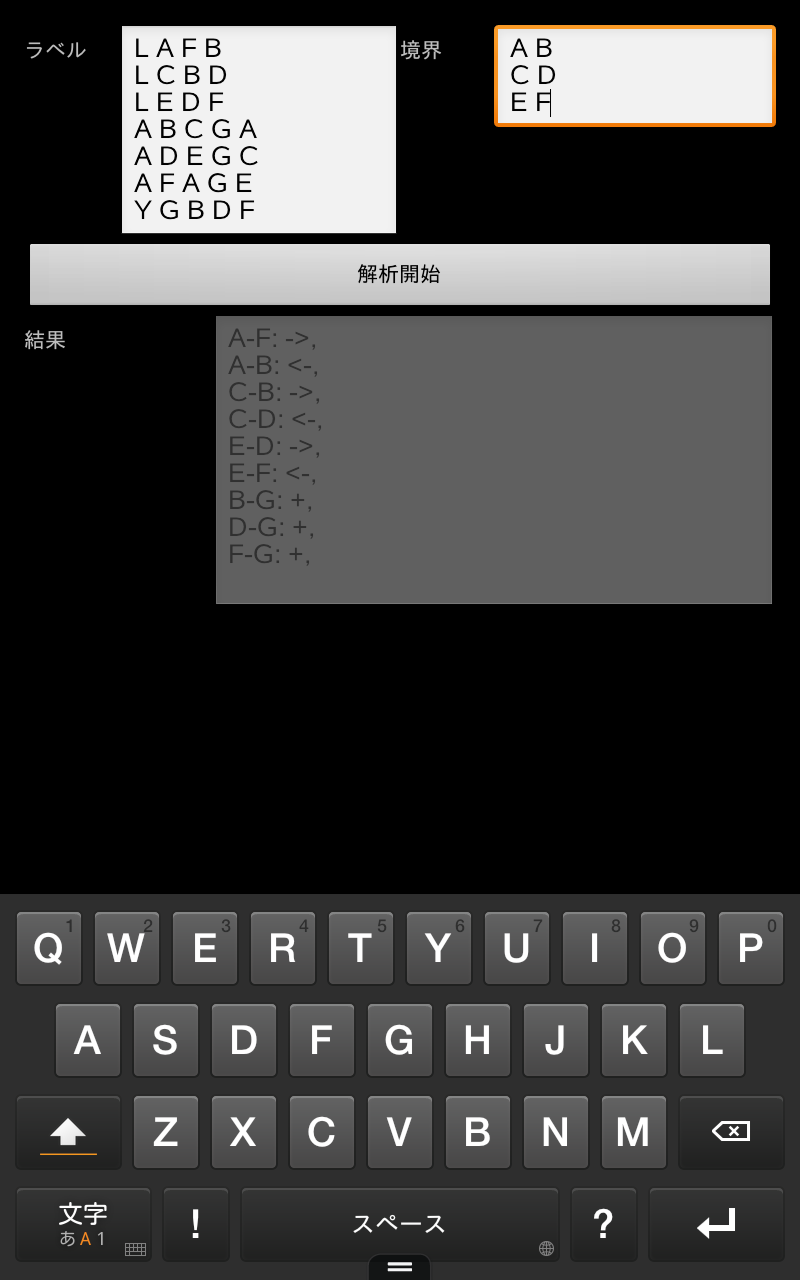 ラベル
L A F B
L C B D
L E D F
A B C G A
A D E G C
A F A G E
Y G B D F
境界
A B
C D
E F
解析開始
結果
A-F: ->,
A-B: <-,
C-B: ->,
C-D: <-,
E-D: ->,
E-F: <-,
B-G: +,
D-G: +,
F-G: +,
Q 1 W 2 E 3 R 4 T 5 Y 6 U 7 I 8 O 9 P 0
A S D F G H J K L
Z X C V B N M
文字 ! スペース ?
あ A 1